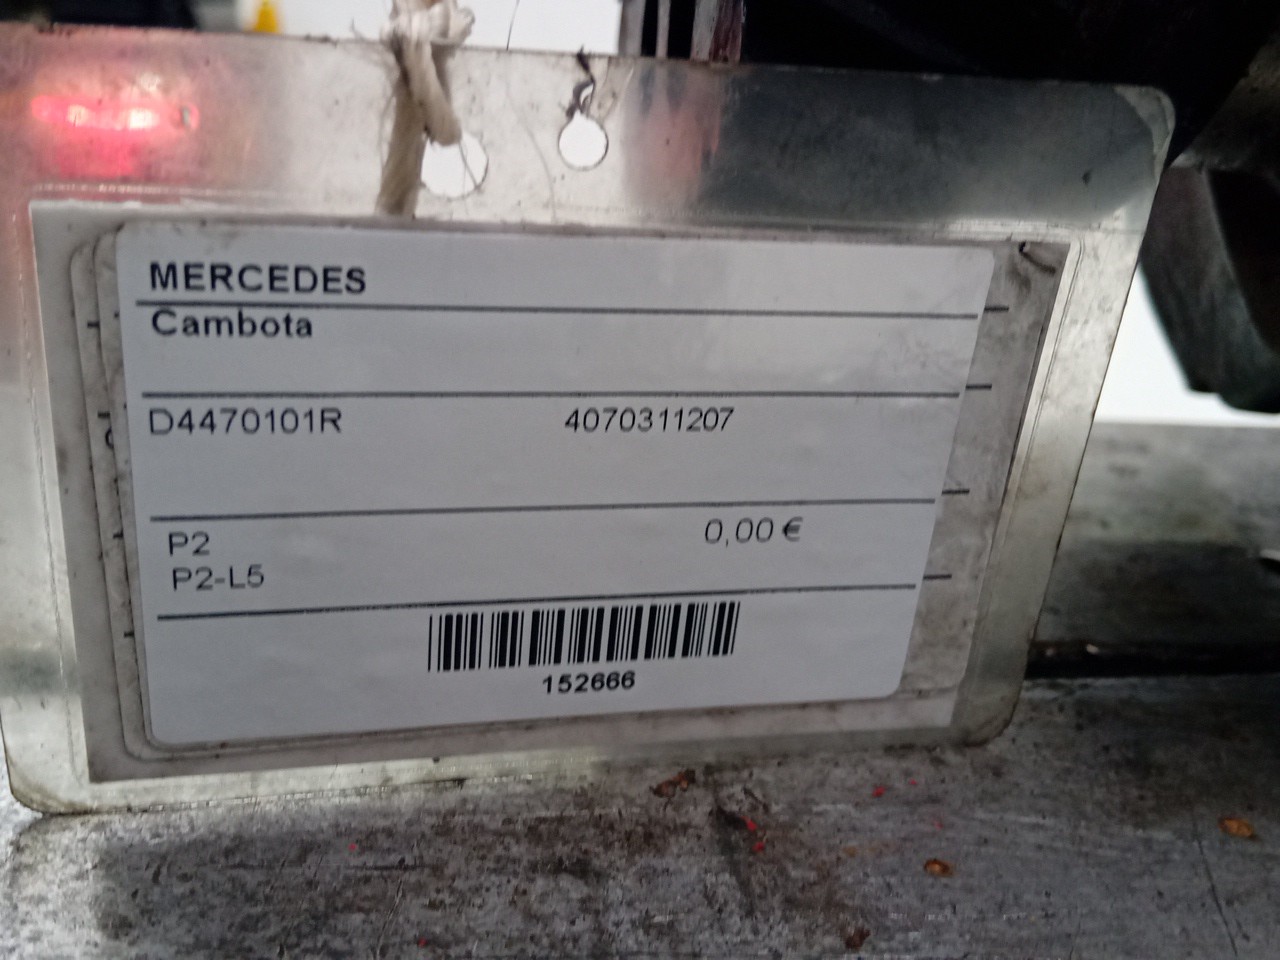 MERCEDES
Cambota
D4470101R 4070311207
P2 0,00 €
P2-L5
152666